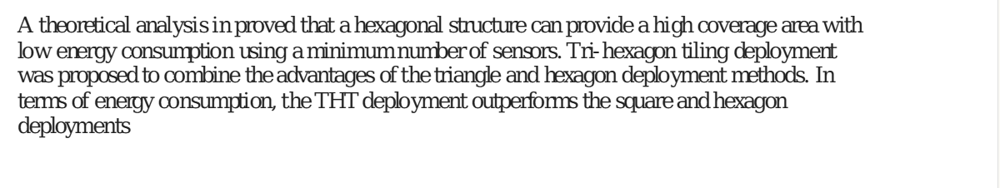 A theoretical analysis in proved that a hexagonal structure can provide a high coverage area with
low energy consumption using a minimum number of sensors. Tri- hexagon tiling deployment
was proposed to combine the advantages of the triangle and hexagon deployment methods. In
terms of energy consumption, the THT deployment outperforms the square and hexagon
deployments